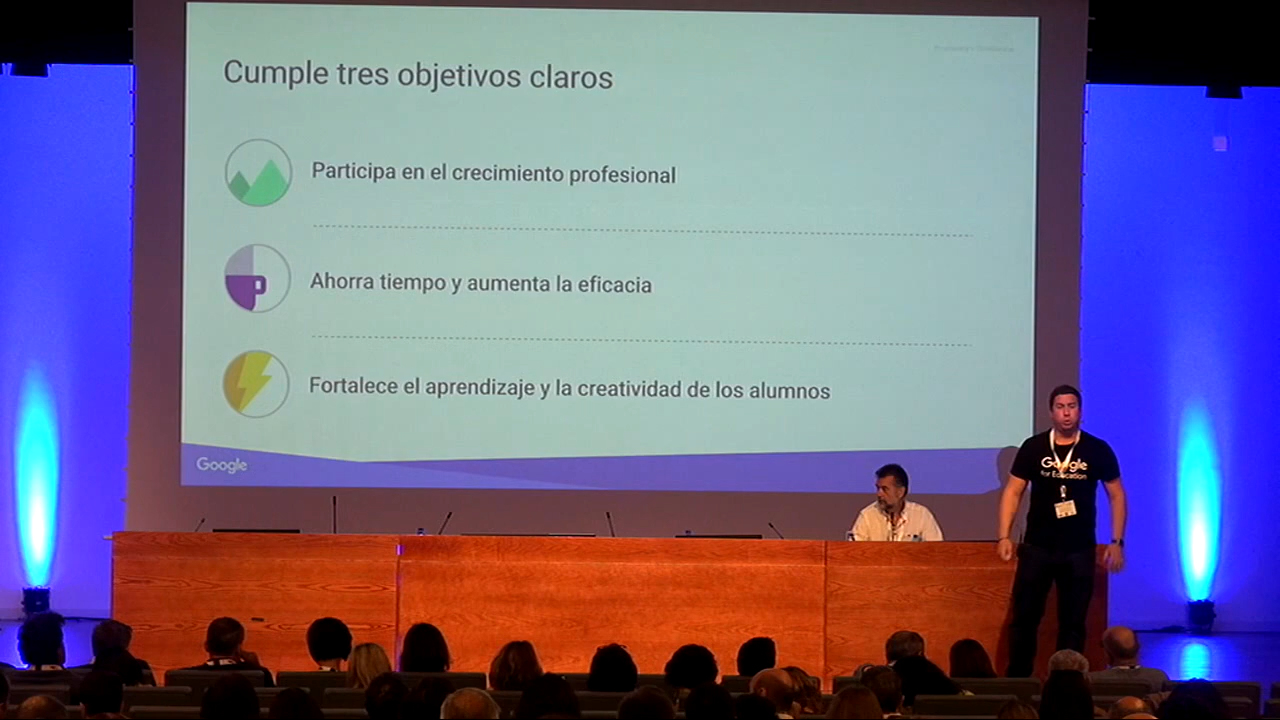 Cumple tres objetivos claros
Participa en el crecimiento profesional
Ahorra tiempo y aumenta la eficacia
Fortalece el aprendizaje y la creatividad de los alumnos
Google
Google
for Education